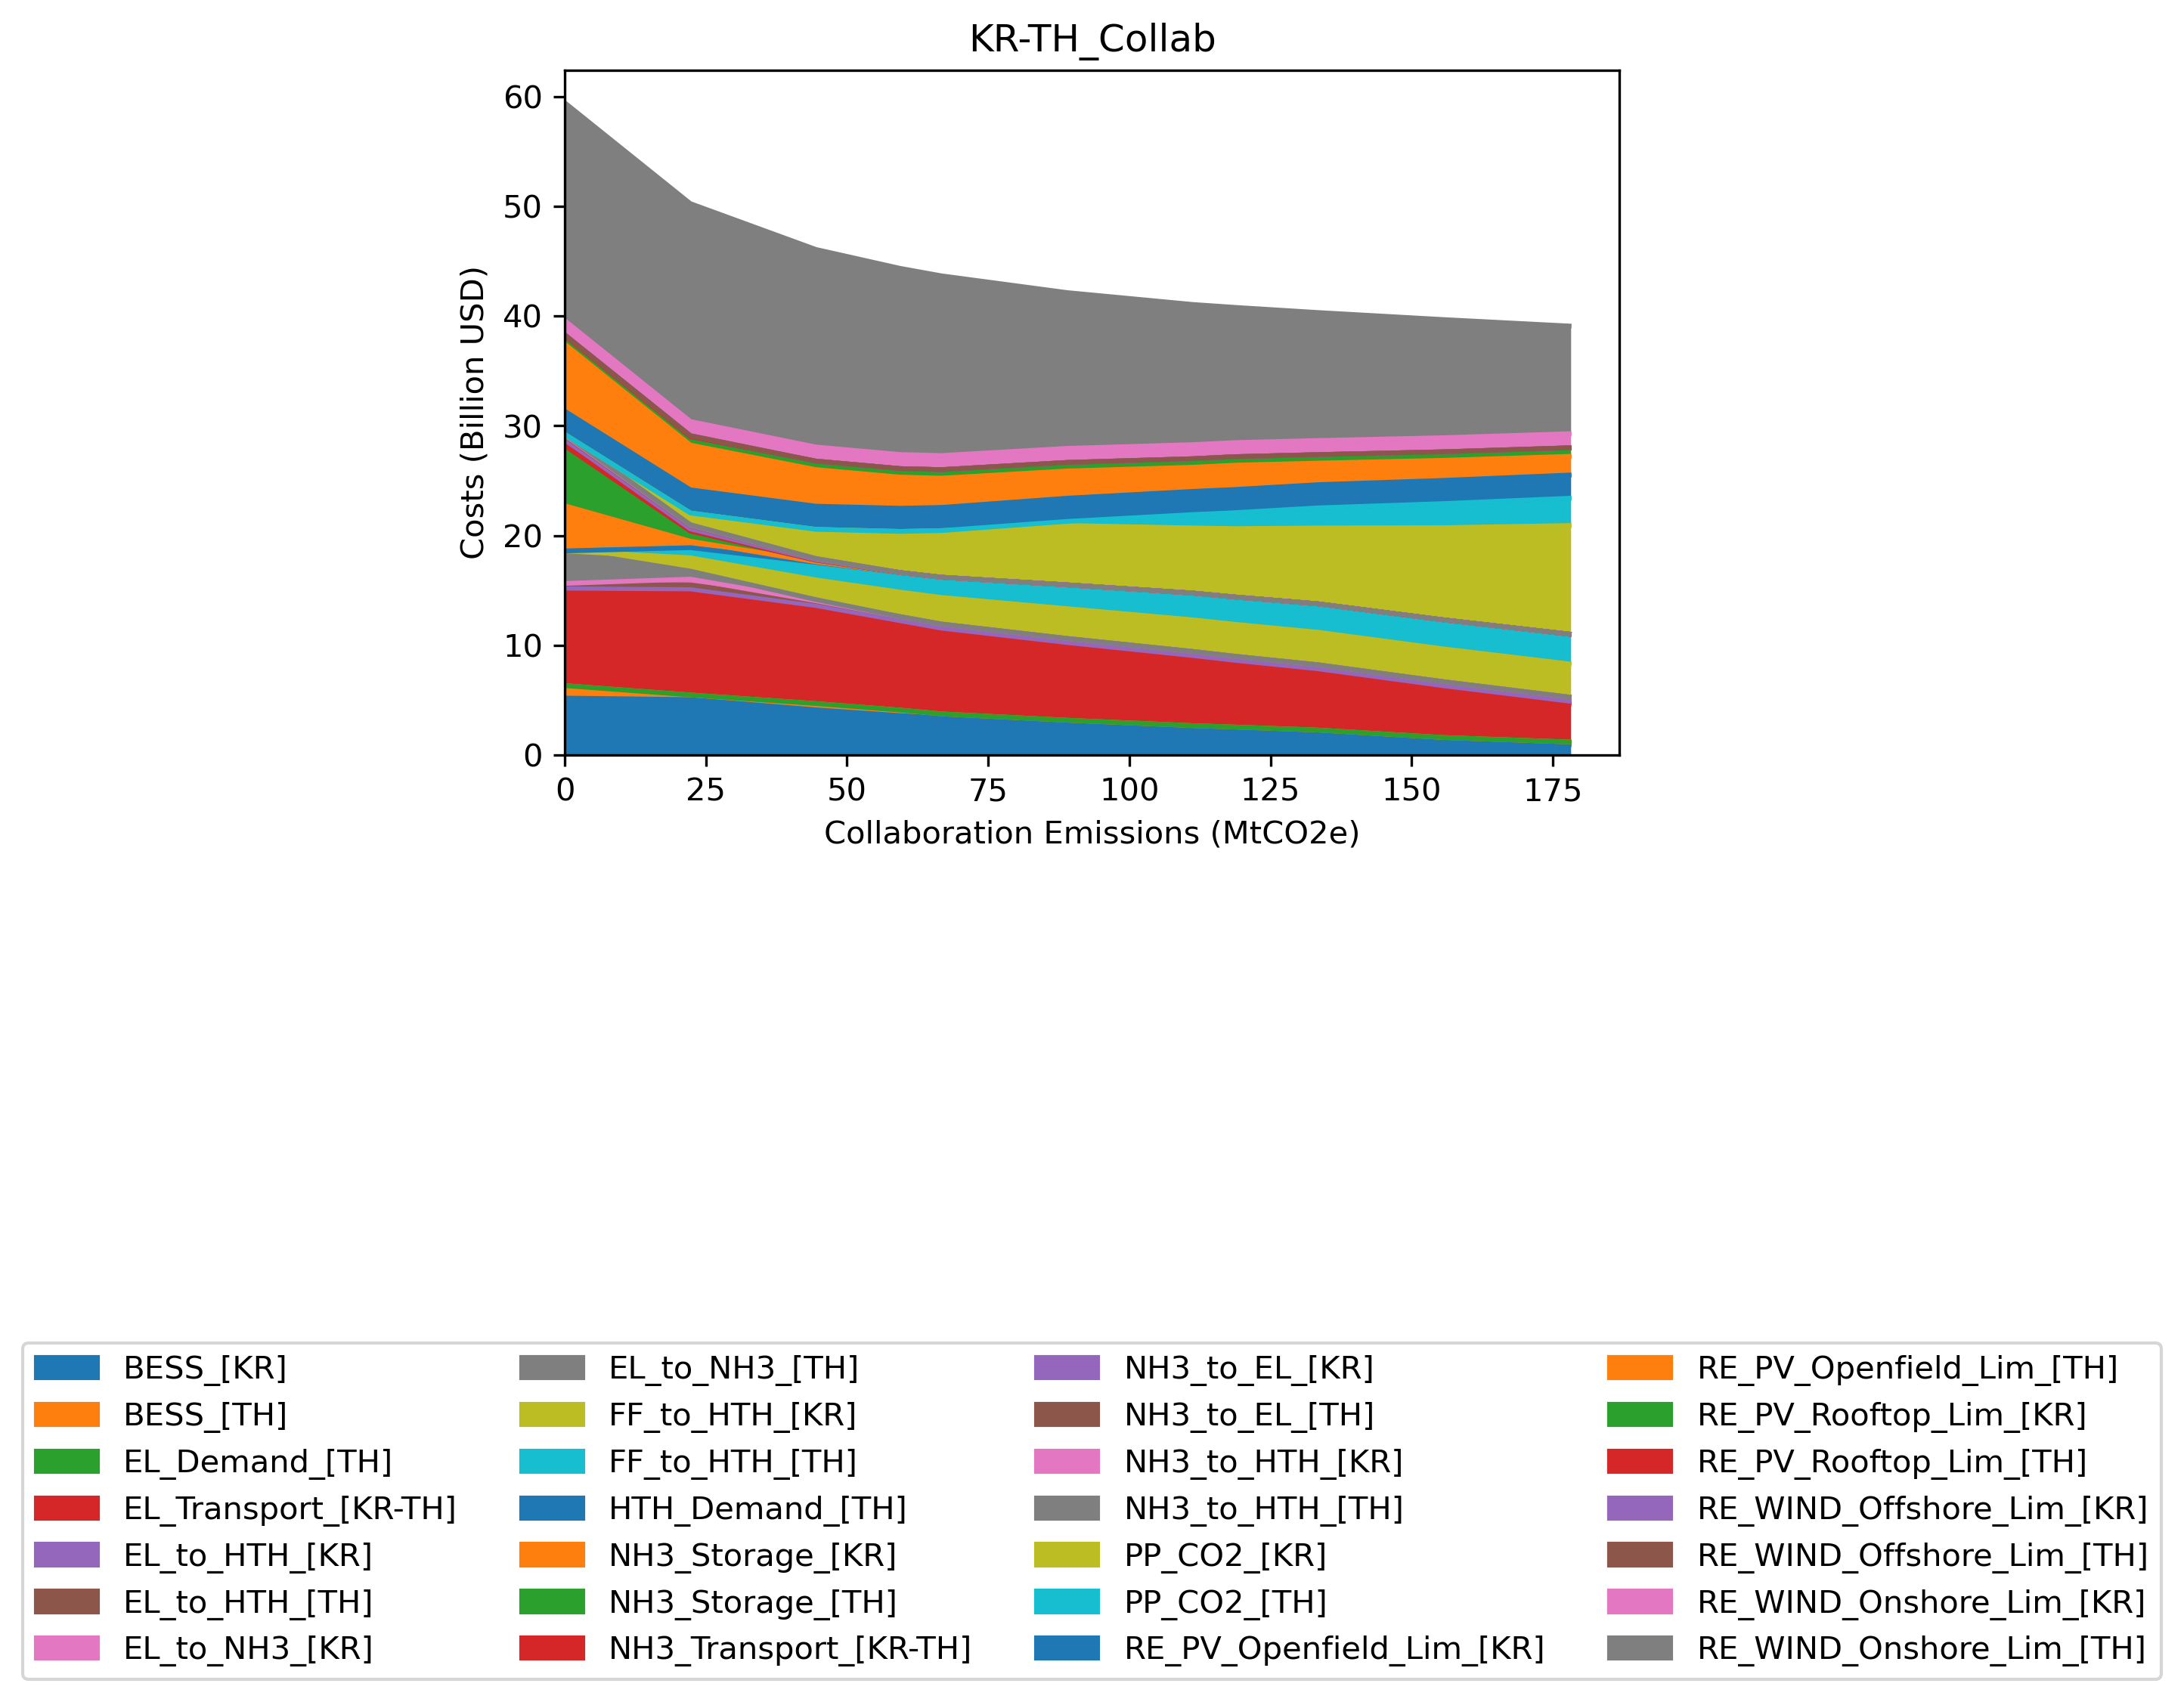 KR-TH_Collab
60
50
40
30
20
10
0
Costs (Billion USD)
0 25 50 75 100 125 150 175
Collaboration Emissions (MtCO2e)
BESS_[KR]
BESS_[TH]
EL_Demand_[TH]
EL_Transport_[KR-TH]
EL_to_HTH_[KR]
EL_to_HTH_[TH]
EL_to_NH3_[KR]
EL_to_NH3_[TH]
FF_to_HTH_[KR]
FF_to_HTH_[TH]
HTH_Demand_[TH]
NH3_Storage_[KR]
NH3_Storage_[TH]
NH3_Transport_[KR-TH]
NH3_to_EL_[KR]
NH3_to_EL_[TH]
NH3_to_HTH_[KR]
NH3_to_HTH_[TH]
PP_CO2_[KR]
PP_CO2_[TH]
RE_PV_Openfield_Lim_[KR]
RE_PV_Openfield_Lim_[TH]
RE_PV_Rooftop_Lim_[KR]
RE_PV_Rooftop_Lim_[TH]
RE_WIND_Offshore_Lim_[KR]
RE_WIND_Offshore_Lim_[TH]
RE_WIND_Onshore_Lim_[KR]
RE_WIND_Onshore_Lim_[TH]